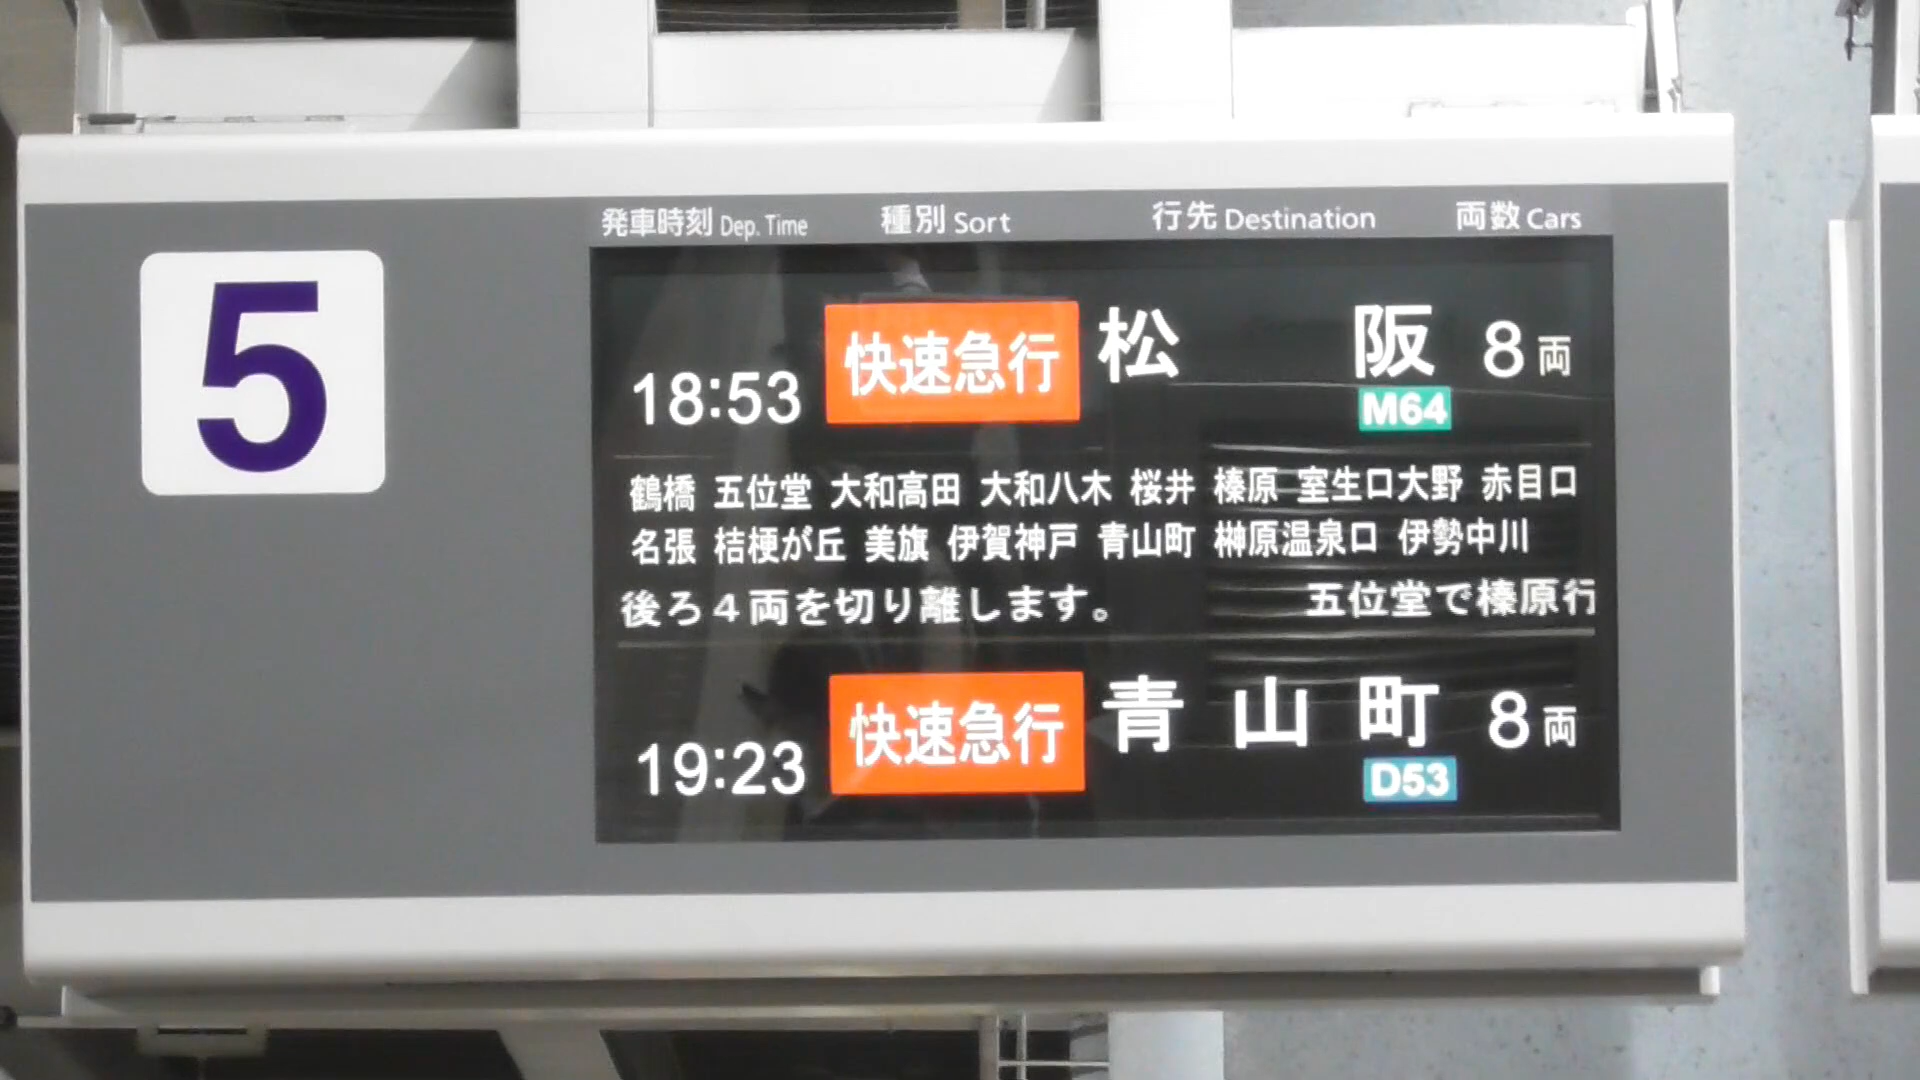 5
発車時刻 Dep. Time 種別 Sort 行先 Destination 両数 Cars
18:53 快速急行 松阪 8両
M64
鶴橋 五位堂 大和高田 大和八木 桜井 榛原 室生口大野 赤目口
名張 桔梗が丘 美旗 伊賀神戸 青山町 榊原温泉口 伊勢中川
後ろ4両を切り離します。 五位堂で榛原行
19:23 快速急行 青山町 8両
D53